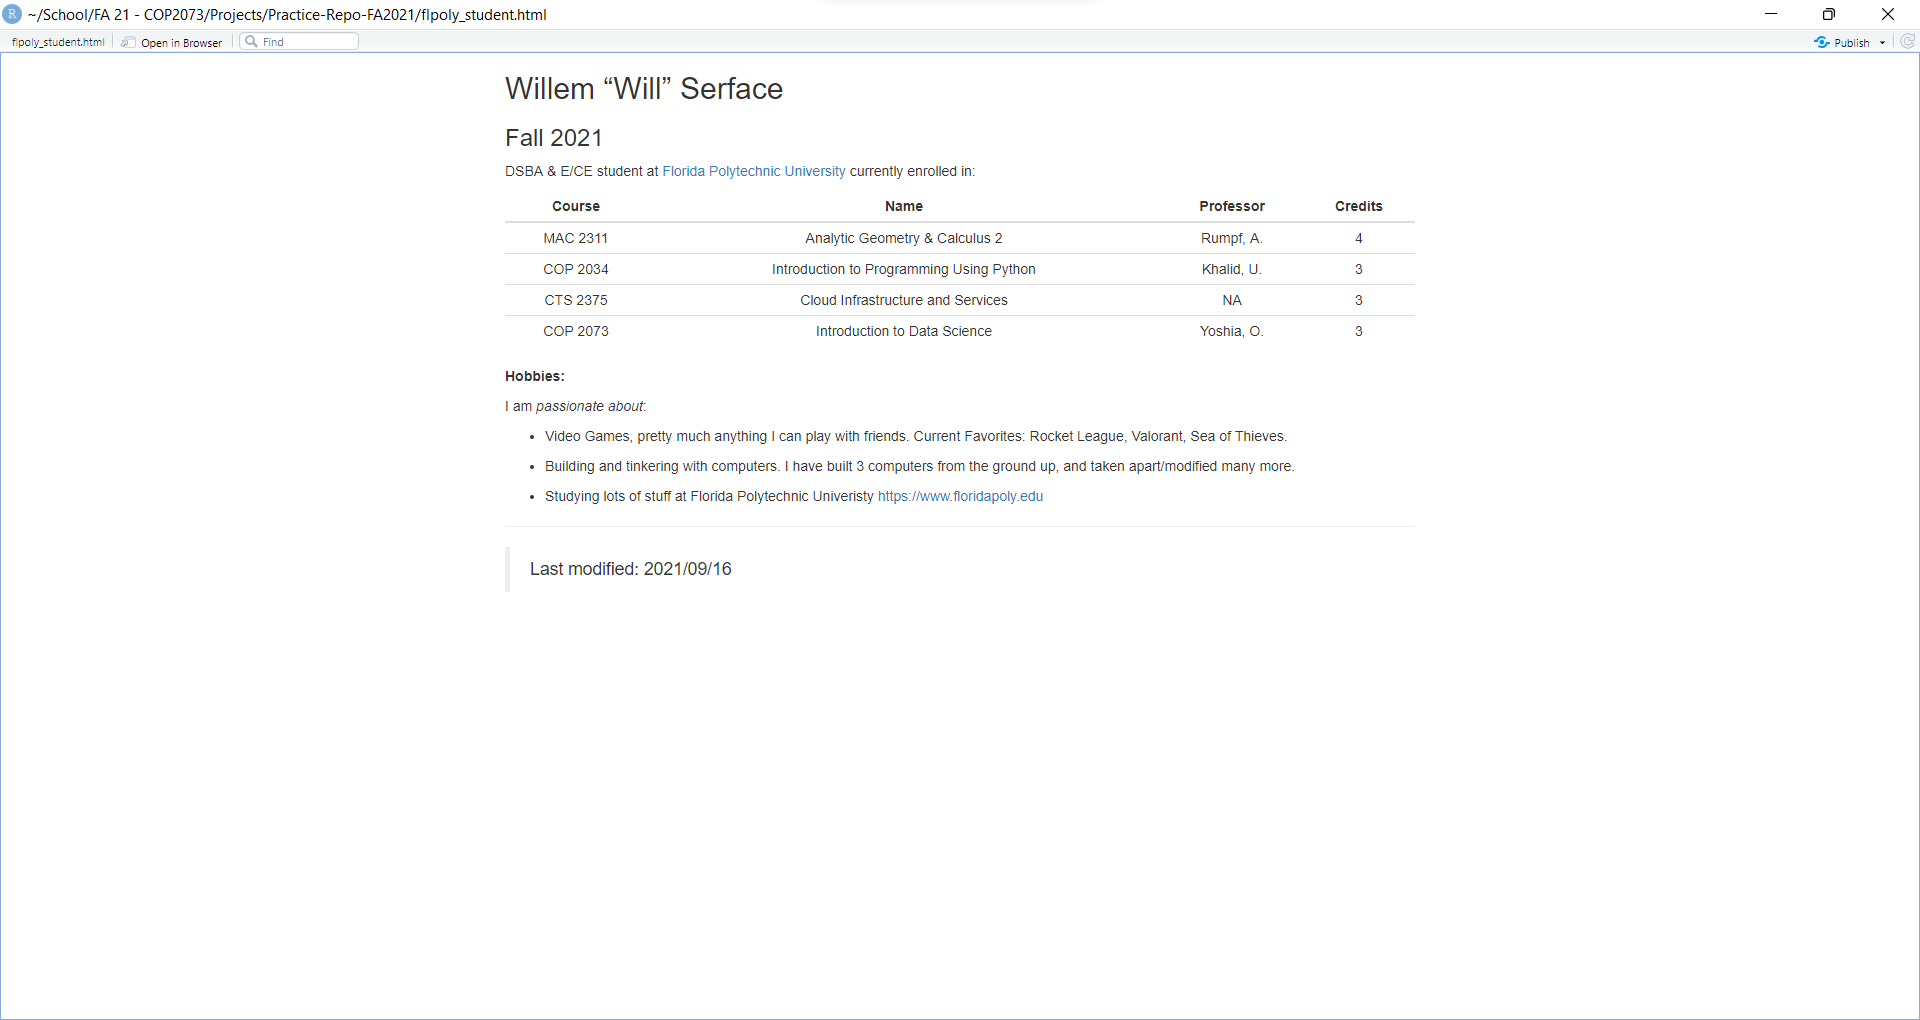 R ~/School/FA 21 - COP2073/Projects/Practice-Repo-FA2021/flpoly_student.html
flpoly_student.html Open in Browser Find Publish
Willem “Will” Serface
Fall 2021
DSBA & E/CE student at Florida Polytechnic University currently enrolled in:
Course Name Professor Credits
MAC 2311 Analytic Geometry & Calculus 2 Rumpf, A. 4
COP 2034 Introduction to Programming Using Python Khalid, U. 3
CTS 2375 Cloud Infrastructure and Services NA 3
COP 2073 Introduction to Data Science Yoshia, O. 3
Hobbies:
I am passionate about:
• Video Games, pretty much anything I can play with friends. Current Favorites: Rocket League, Valorant, Sea of Thieves.
• Building and tinkering with computers. I have built 3 computers from the ground up, and taken apart/modified many more.
• Studying lots of stuff at Florida Polytechnic Univeristy https://www.floridapoly.edu
Last modified: 2021/09/16